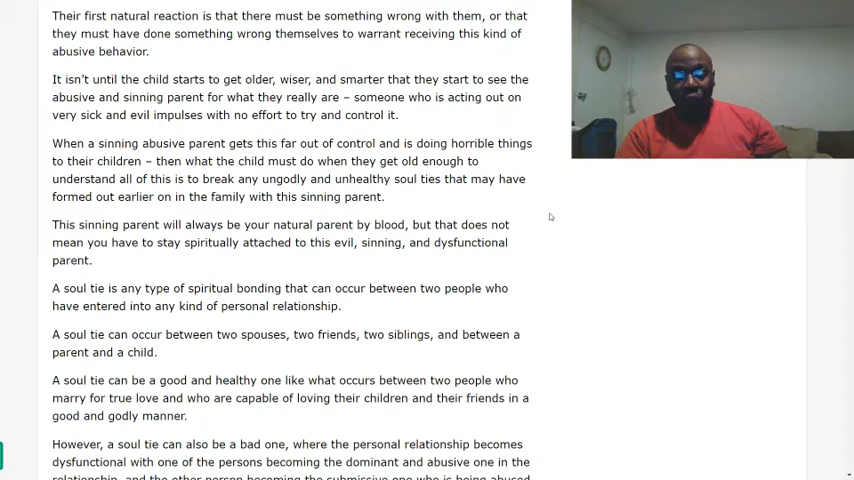 Their first natural reaction is that there must be something wrong with them, or that
they must have done something wrong themselves to warrant receiving this kind of
abusive behavior.
It isn't until the child starts to get older, wiser, and smarter that they start to see the
abusive and sinning parent for what they really are – someone who is acting out on
very sick and evil impulses with no effort to try and control it.
When a sinning abusive parent gets this far out of control and is doing horrible things
to their children – then what the child must do when they get old enough to
understand all of this is to break any ungodly and unhealthy soul ties that may have
formed out earlier on in the family with this sinning parent.
This sinning parent will always be your natural parent by blood, but that does not
mean you have to stay spiritually attached to this evil, sinning, and dysfunctional
parent.
A soul tie is any type of spiritual bonding that can occur between two people who
have entered into any kind of personal relationship.
A soul tie can occur between two spouses, two friends, two siblings, and between a
parent and a child.
A soul tie can be a good and healthy one like what occurs between two people who
marry for true love and who are capable of loving their children and their friends in a
good and godly manner.
However, a soul tie can also be a bad one, where the personal relationship becomes
dysfunctional with one of the persons becoming the dominant and abusive one in the
relationship, and the other person becoming the submissive one who is being abused